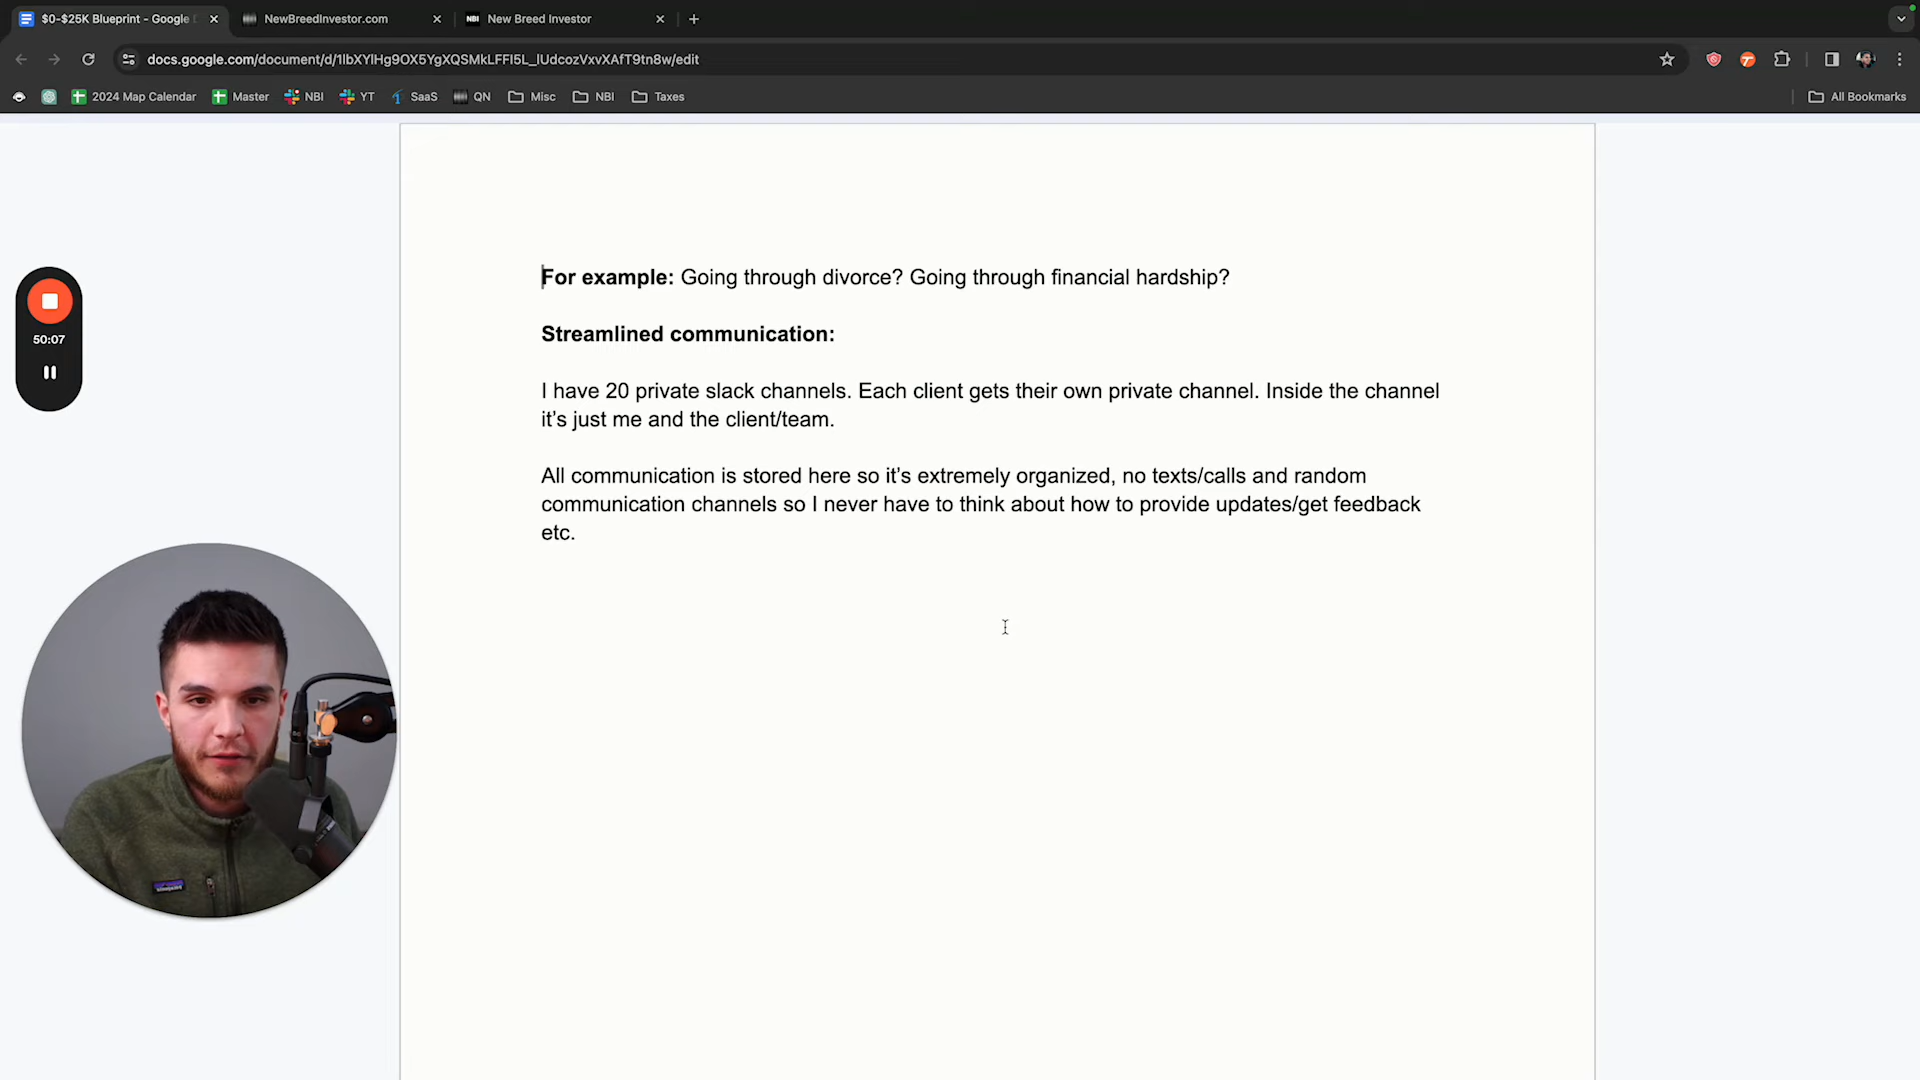 $0-$25K Blueprint - Google
NewBreedInvestor.com
NBI New Breed Investor
docs.google.com/document/d/1lbXYlHg9OX5YgXQSMkLFFI5L_lUdcozVxvXAfT9tn8w/edit
2024 Map Calendar
Master
NBI
YT
SaaS
QN
Misc
NBI
Taxes
All Bookmarks
50:07
For example: Going through divorce? Going through financial hardship?
Streamlined communication:
I have 20 private slack channels. Each client gets their own private channel. Inside the channel
it’s just me and the client/team.
All communication is stored here so it’s extremely organized, no texts/calls and random
communication channels so I never have to think about how to provide updates/get feedback
etc.